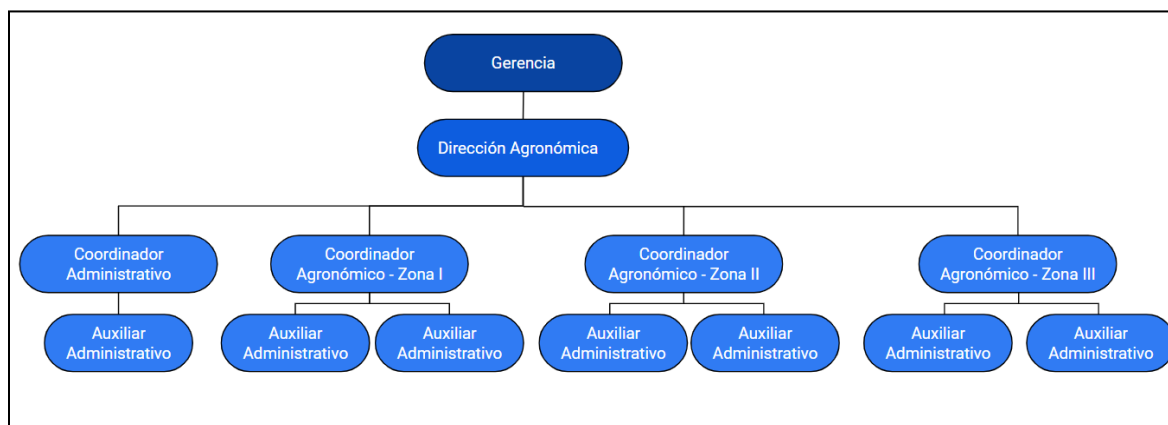 Gerencia
Dirección Agronómica
Coordinador
Administrativo
Coordinador
Agronómico - Zona I
Coordinador
Agronómico - Zona II
Coordinador
Agronómico - Zona III
Auxiliar
Administrativo
Auxiliar
Administrativo
Auxiliar
Administrativo
Auxiliar
Administrativo
Auxiliar
Administrativo
Auxiliar
Administrativo
Auxiliar
Administrativo